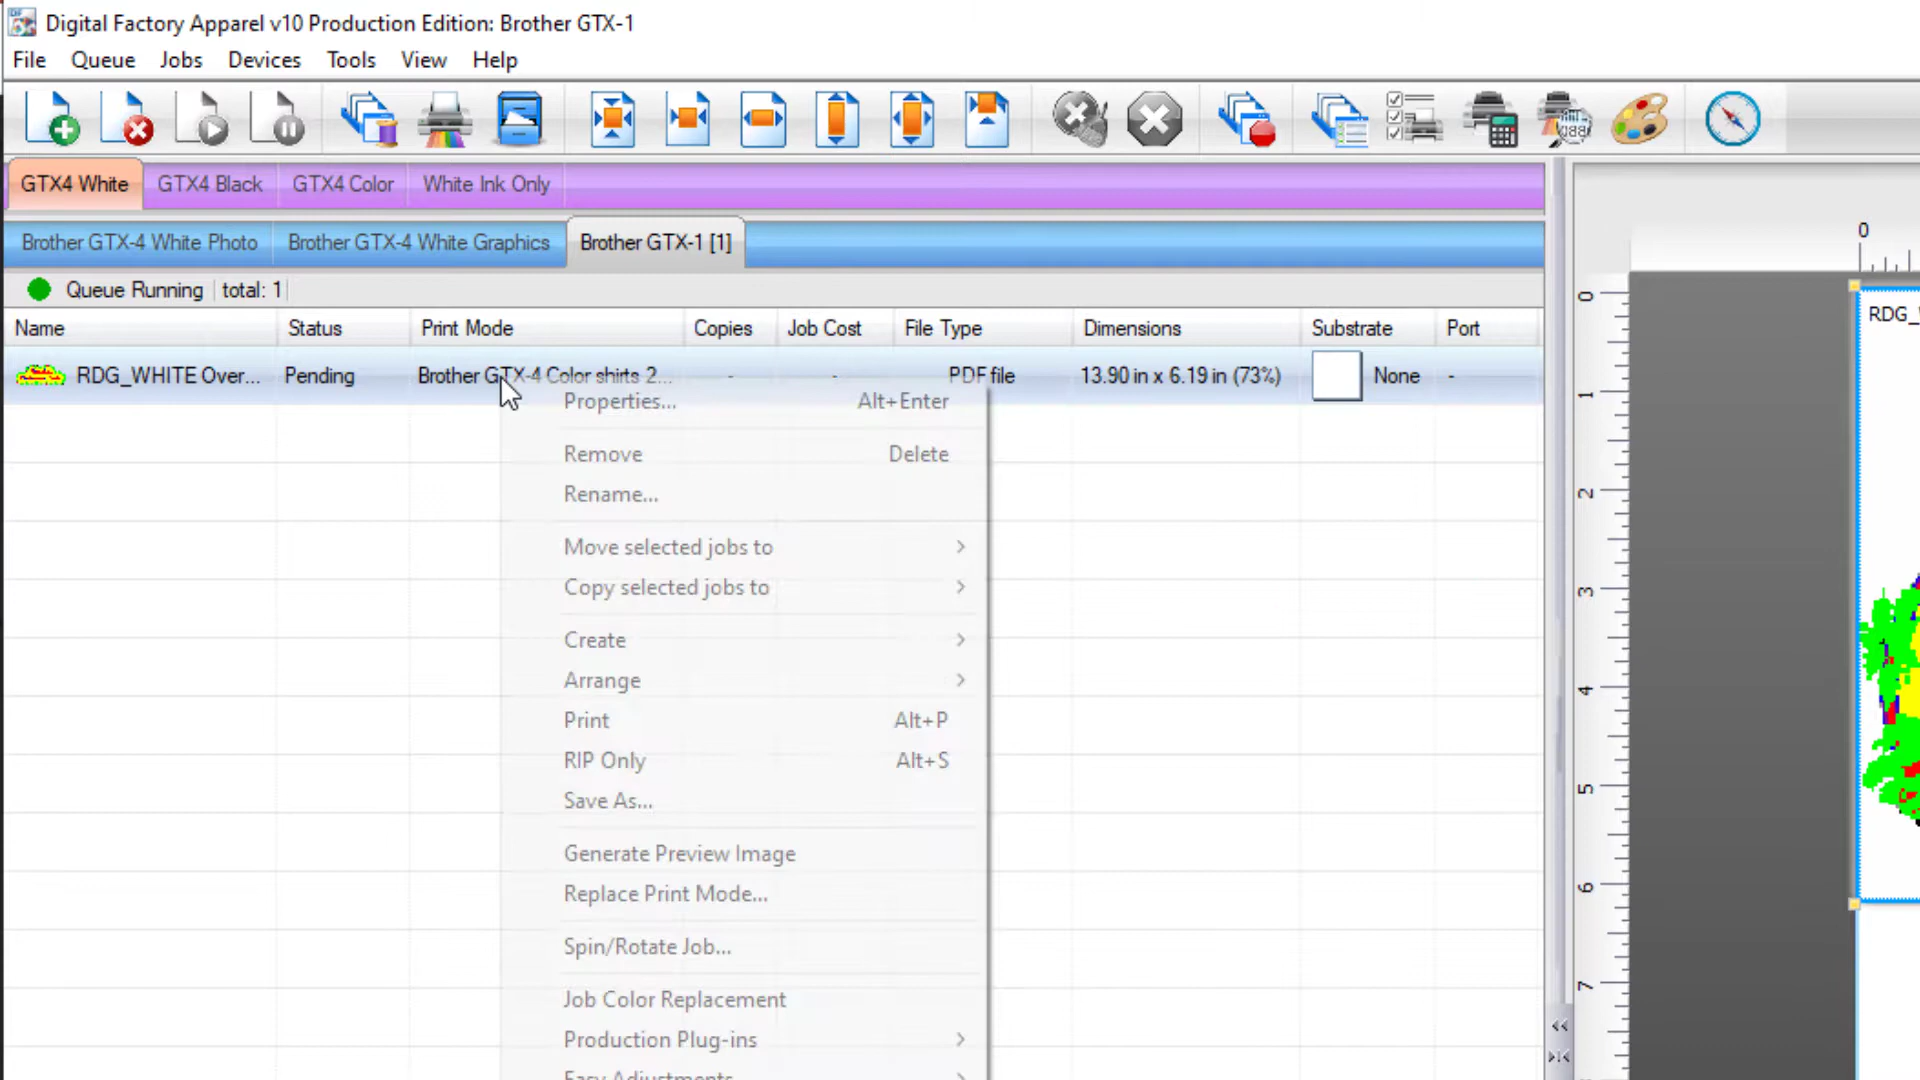 Digital Factory Apparel v10 Production Edition: Brother GTX-1
File Queue Jobs Devices Tools View Help
GTX4 White GTX4 Black GTX4 Color White Ink Only
Brother GTX-4 White Photo Brother GTX-4 White Graphics Brother GTX-1 [1]
Queue Running total: 1
Name Status Print Mode Copies Job Cost File Type Dimensions Substrate Port
RDG_WHITE Over... Pending Brother GTX-4 Color shirts 2... - - PDF file 13.90 in x 6.19 in (73%) None -
Properties... Alt+Enter
Remove Delete
Rename...
Move selected jobs to
Copy selected jobs to
Create
Arrange
Print Alt+P
RIP Only Alt+S
Save As...
Generate Preview Image
Replace Print Mode...
Spin/Rotate Job...
Job Color Replacement
Production Plug-ins
Easy Adjustments
0
RDG_
0
1
2
3
4
5
6
7